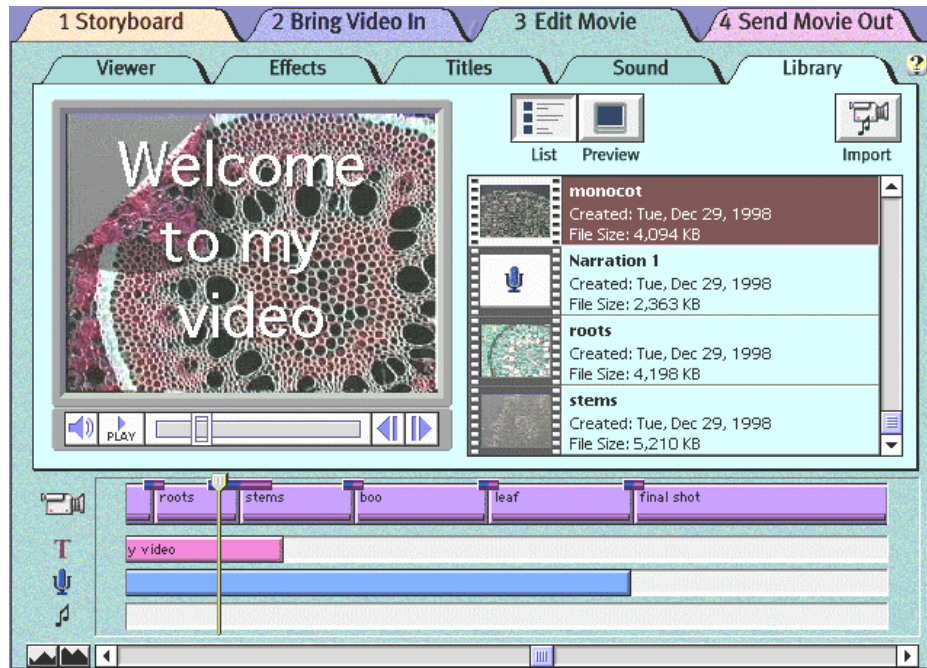 1 Storyboard
2 Bring Video In
3 Edit Movie
4 Send Movie Out
Viewer
Effects
Titles
Sound
Library
?
Welcome
to my
video
List
Preview
Import
monocot
Created: Tue, Dec 29, 1998
File Size: 4,094 KB
Narration 1
Created: Tue, Dec 29, 1998
File Size: 2,363 KB
roots
Created: Tue, Dec 29, 1998
File Size: 4,198 KB
stems
Created: Tue, Dec 29, 1998
File Size: 5,210 KB
PLAY
roots
stems
boo
leaf
final shot
T
y video